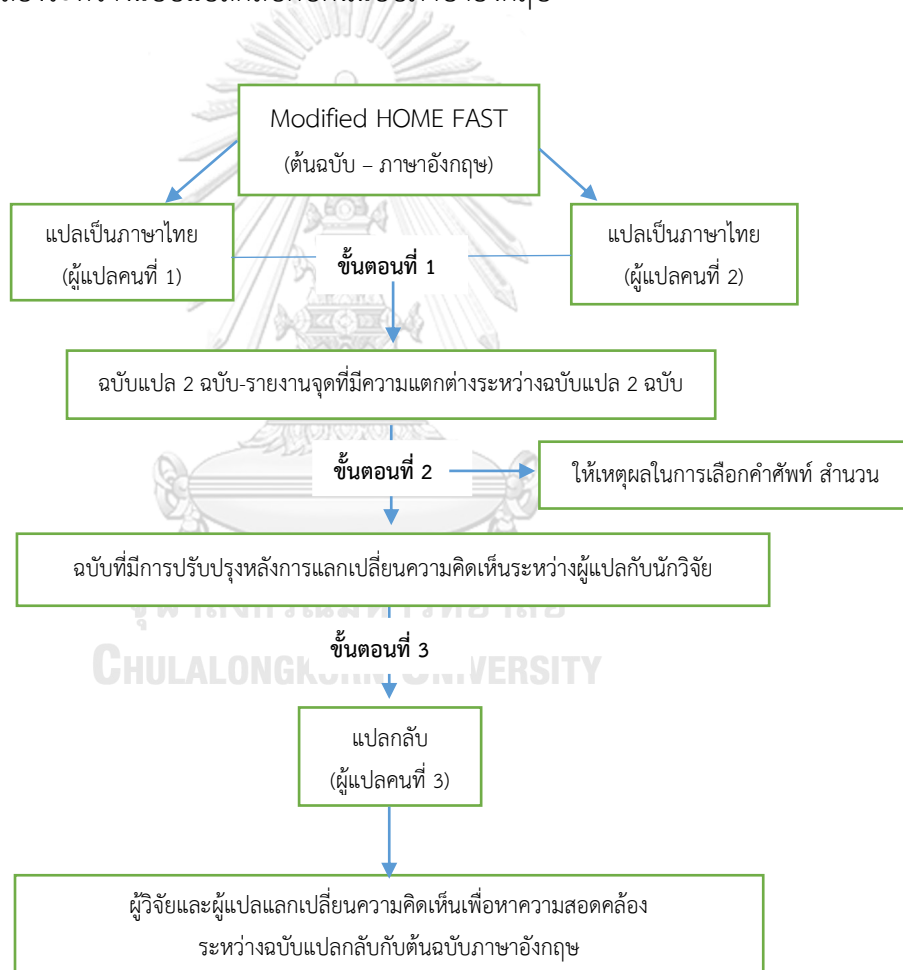 Modified HOME FAST
(ต้นฉบับ – ภาษาอังกฤษ)
แปลเป็นภาษาไทย
(ผู้แปลคนที่ 1)
แปลเป็นภาษาไทย
(ผู้แปลคนที่ 2)
ขั้นตอนที่ 1
ฉบับแปล 2 ฉบับ-รายงานจุดที่มีความแตกต่างระหว่างฉบับแปล 2 ฉบับ
ขั้นตอนที่ 2
ให้เหตุผลในการเลือกคำศัพท์ สำนวน
ฉบับที่มีการปรับปรุงหลังการแลกเปลี่ยนความคิดเห็นระหว่างผู้แปลกับนักวิจัย
ขั้นตอนที่ 3
แปลกลับ
(ผู้แปลคนที่ 3)
ผู้วิจัยและผู้แปลแลกเปลี่ยนความคิดเห็นเพื่อหาความสอดคล้อง
ระหว่างฉบับแปลกลับกับต้นฉบับภาษาอังกฤษ